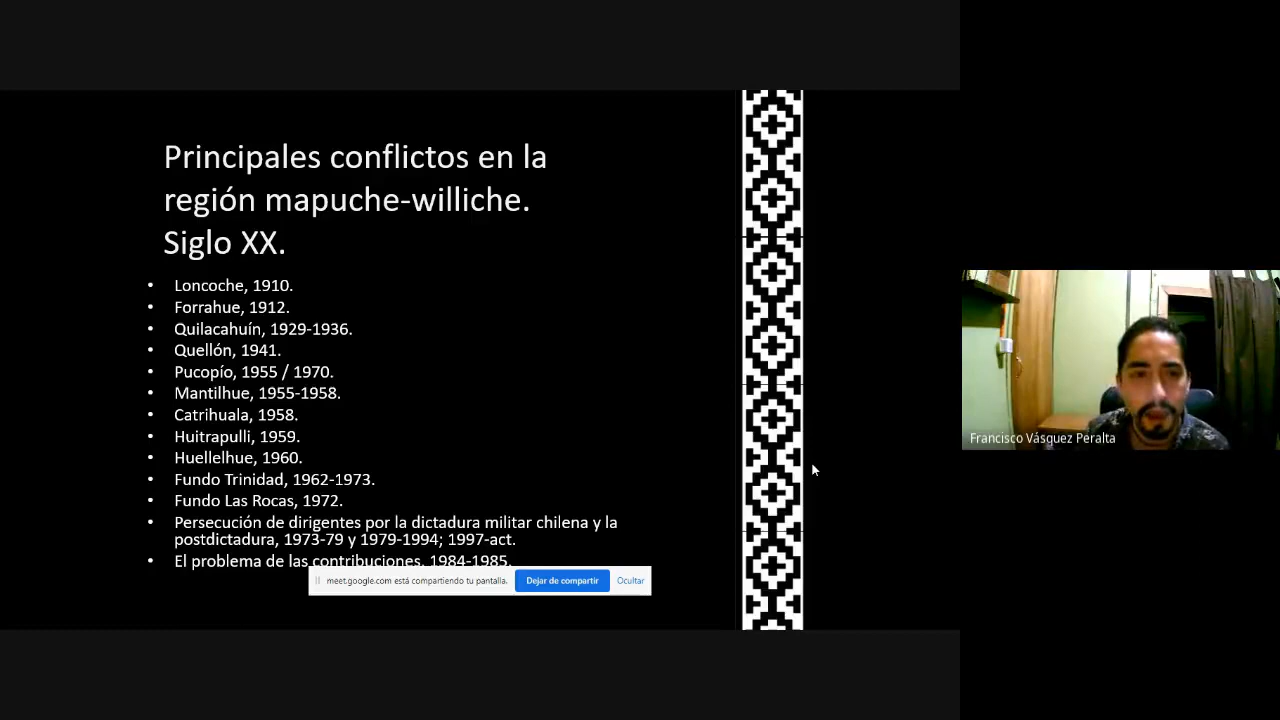 Principales conflictos en la
región mapuche-williche.
Siglo XX.
• Loncoche, 1910.
• Forrahue, 1912.
• Quilacahuín, 1929-1936.
• Quellón, 1941.
• Pucopío, 1955 / 1970.
• Mantilhue, 1955-1958.
• Catrihuala, 1958.
• Huitrapulli, 1959.
• Huellelhue, 1960.
• Fundo Trinidad, 1962-1973.
• Fundo Las Rocas, 1972.
• Persecución de dirigentes por la dictadura militar chilena y la
postdictadura, 1973-79 y 1979-1994; 1997-act.
• El problema de las contribuciones, 1984-1985.
meet.google.com está compartiendo tu pantalla. Dejar de compartir Ocultar
Francisco Vásquez Peralta